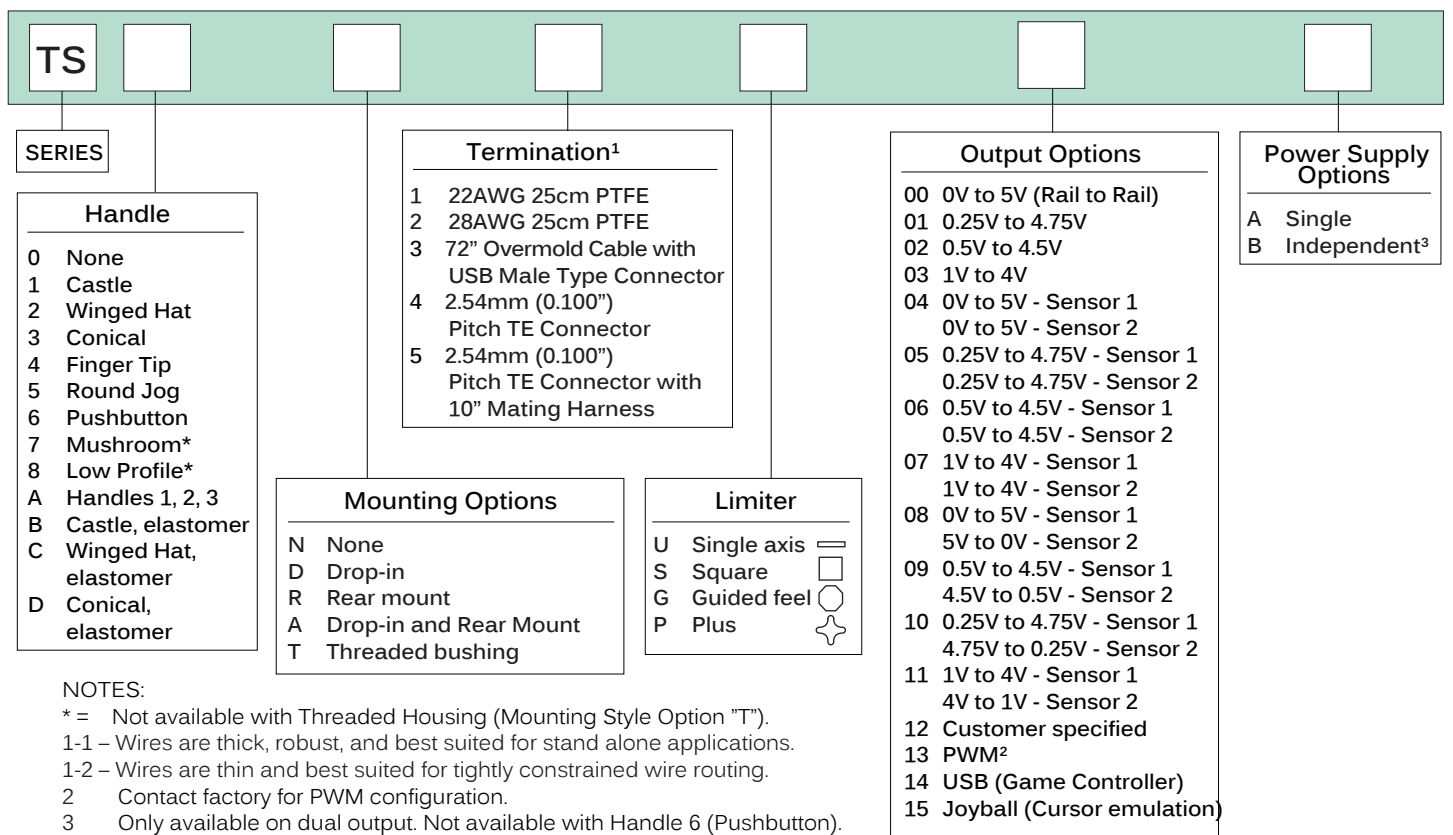 TS
SERIES
Handle
0 None
1 Castle
2 Winged Hat
3 Conical
4 Finger Tip
5 Round Jog
6 Pushbutton
7 Mushroom*
8 Low Profile*
A Handles 1, 2, 3
B Castle, elastomer
C Winged Hat,
elastomer
D Conical,
elastomer
Mounting Options
N None
D Drop-in
R Rear mount
A Drop-in and Rear Mount
T Threaded bushing
Termination¹
1 22AWG 25cm PTFE
2 28AWG 25cm PTFE
3 72” Overmold Cable with
USB Male Type Connector
4 2.54mm (0.100”)
Pitch TE Connector
5 2.54mm (0.100”)
Pitch TE Connector with
10” Mating Harness
Limiter
U Single axis
S Square
G Guided feel
P Plus
Output Options
00 0V to 5V (Rail to Rail)
01 0.25V to 4.75V
02 0.5V to 4.5V
03 1V to 4V
04 0V to 5V - Sensor 1
0V to 5V - Sensor 2
05 0.25V to 4.75V - Sensor 1
0.25V to 4.75V - Sensor 2
06 0.5V to 4.5V - Sensor 1
0.5V to 4.5V - Sensor 2
07 1V to 4V - Sensor 1
1V to 4V - Sensor 2
08 0V to 5V - Sensor 1
5V to 0V - Sensor 2
09 0.5V to 4.5V - Sensor 1
4.5V to 0.5V - Sensor 2
10 0.25V to 4.75V - Sensor 1
4.75V to 0.25V - Sensor 2
11 1V to 4V - Sensor 1
4V to 1V - Sensor 2
12 Customer specified
13 PWM²
14 USB (Game Controller)
15 Joyball (Cursor emulation)
Power Supply
Options
A Single
B Independent³
NOTES:
* = Not available with Threaded Housing (Mounting Style Option ”T”).
1-1 – Wires are thick, robust, and best suited for stand alone applications.
1-2 – Wires are thin and best suited for tightly constrained wire routing.
2 Contact factory for PWM configuration.
3 Only available on dual output. Not available with Handle 6 (Pushbutton).